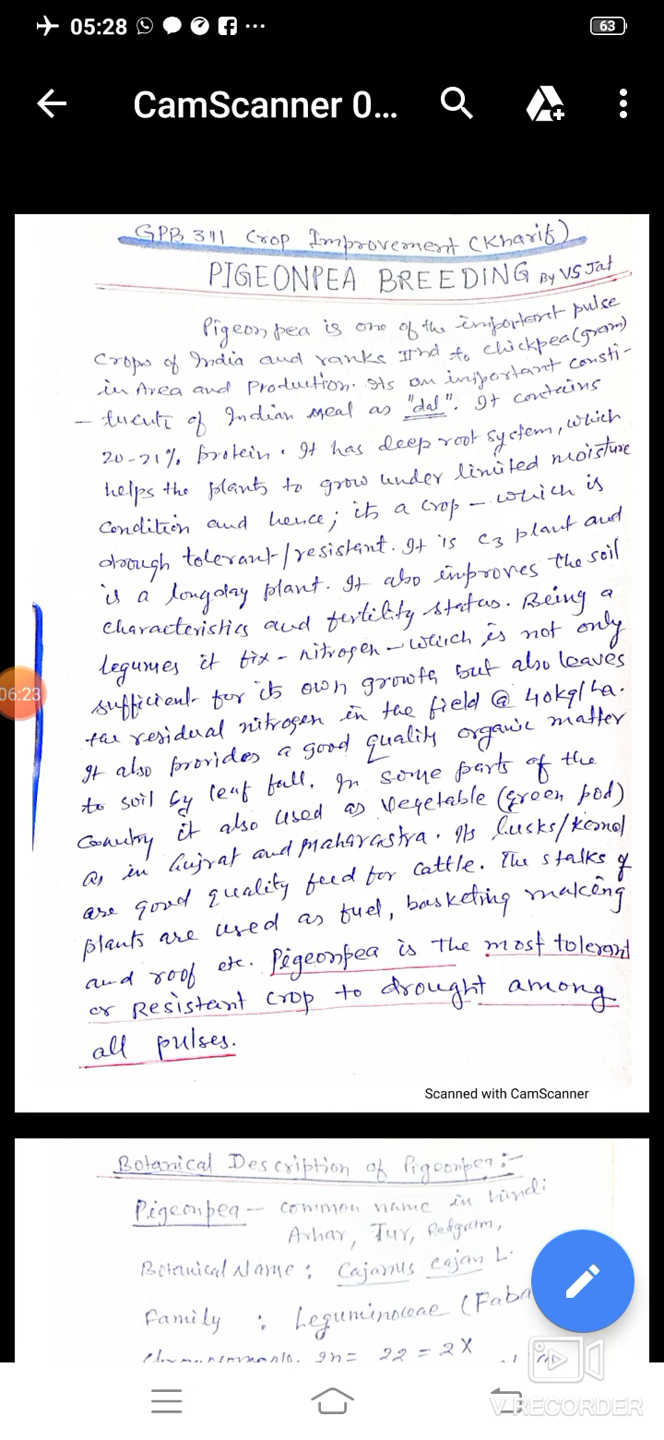 05:28
63
CamScanner 0...
GPB 311 Crop Improvement (Kharif)
PIGEONPEA BREEDING By VS Jat
Pigeonpea is one of the important pulse
Crops of India and ranks IInd to chickpea (gram)
in Area and Production. Its an important consti-
- tuents of Indian meal as "dal". It contains
20-21% Protein. It has deep root system, which
helps the plants to grow under limited moisture
Condition and hence; its a crop - which is
drough tolerant/resistant. It is C3 plant and
is a longday plant. It also improves the soil
characteristics and fertility status. Being a
legumes it fix - nitrogen - which is not only
06:23
sufficient for its own growth but also leaves
the residual nitrogen in the field @ 40kg/ha.
It also provides a good quality organic matter
to soil by leaf fall. In some parts of the
Country it also used as vegetable (green pod)
as in Gujrat and Maharastra. Its husks/kernel
are good quality feed for cattle. The stalks of
plants are used as fuel, basketing making
and roof etc. Pigeonpea is the most tolerant
or Resistant Crop to drought among
all pulses.
Scanned with CamScanner
Botanical Description of Pigeonpea :-
Pigeonpea - common name in hindi
Arhar, Tur, Redgram,
Botanical Name : Cajanus cajan L.
Family : Leguminoceae (Faba
2n = 22 = 2X
V RECORDER